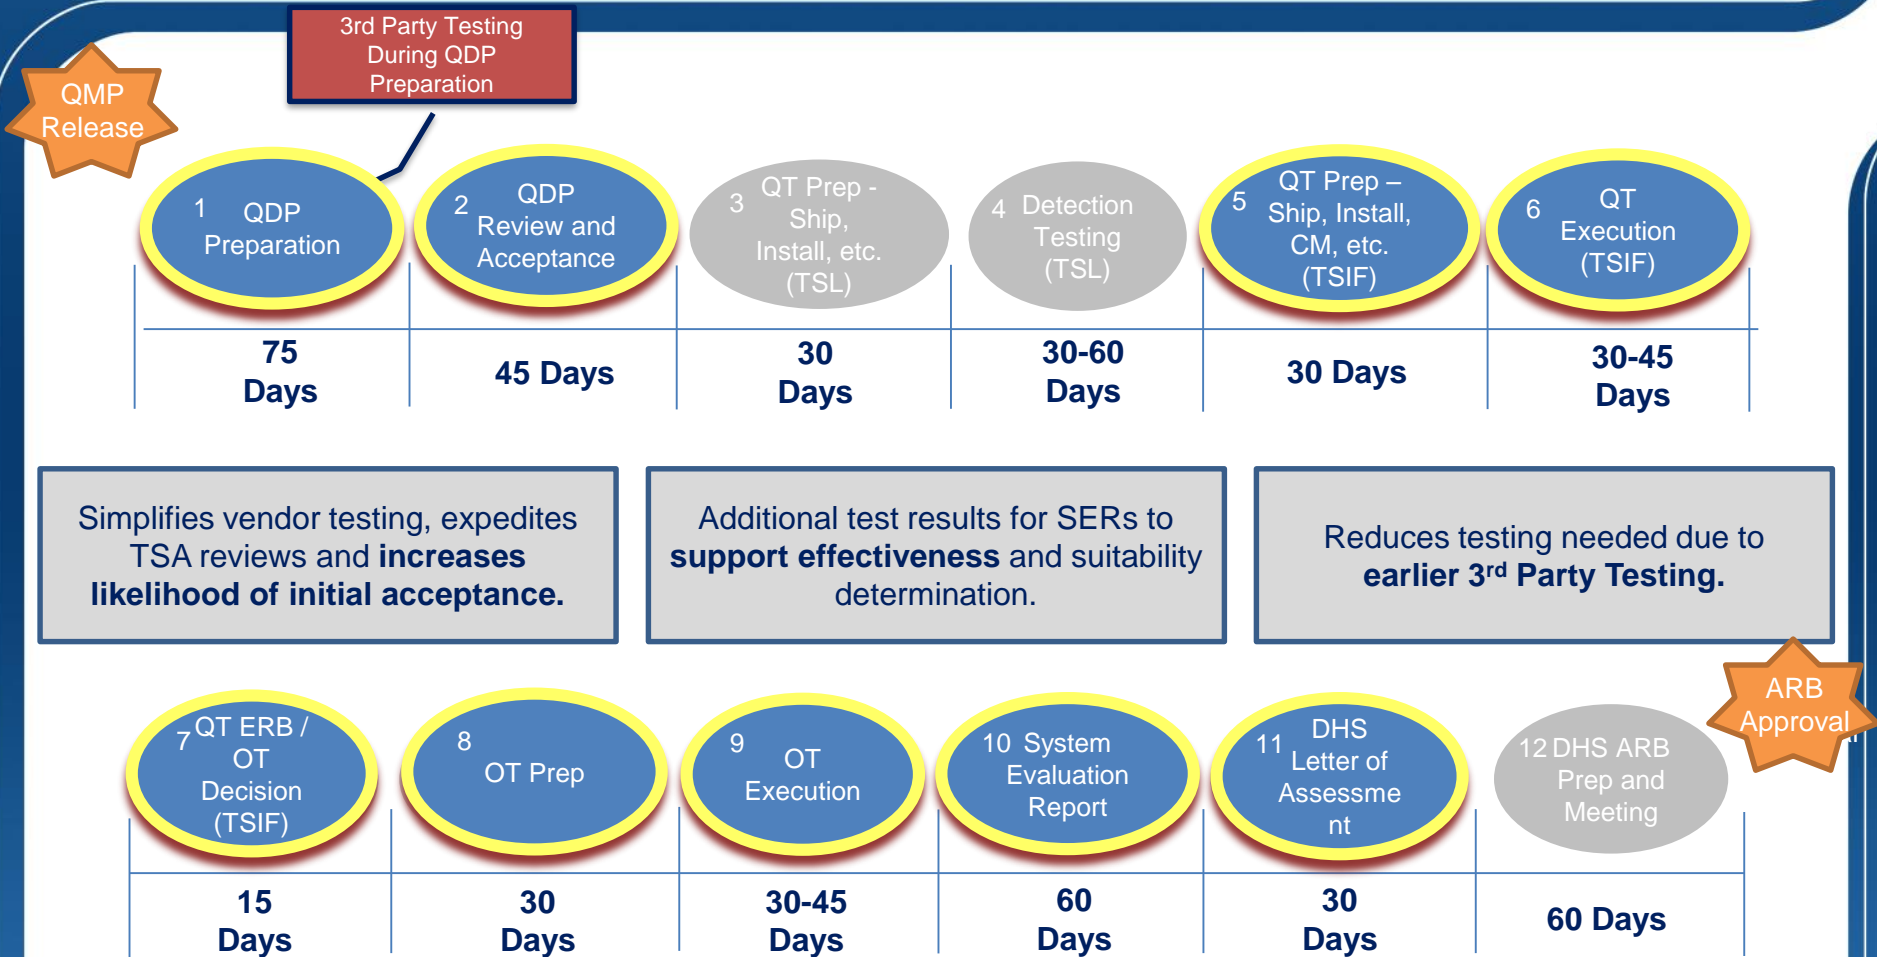 3rd Party Testing
During QDP
Preparation
QMP
Release
1 QDP
Preparation
2 QDP
Review and
Acceptance
3 QT Prep -
Ship,
Install, etc.
(TSL)
4 Detection
Testing
(TSL)
5 QT Prep –
Ship, Install,
CM, etc.
(TSIF)
6 QT
Execution
(TSIF)
75
Days
45 Days
30
Days
30-60
Days
30 Days
30-45
Days
Simplifies vendor testing, expedites
TSA reviews and increases
likelihood of initial acceptance.
Additional test results for SERs to
support effectiveness and suitability
determination.
Reduces testing needed due to
earlier 3rd Party Testing.
ARB
Approval
7 QT ERB /
OT
Decision
(TSIF)
8
OT Prep
9 OT
Execution
10 System
Evaluation
Report
11 DHS
Letter of
Assessme
nt
12 DHS ARB
Prep and
Meeting
15
Days
30
Days
30-45
Days
60
Days
30
Days
60 Days